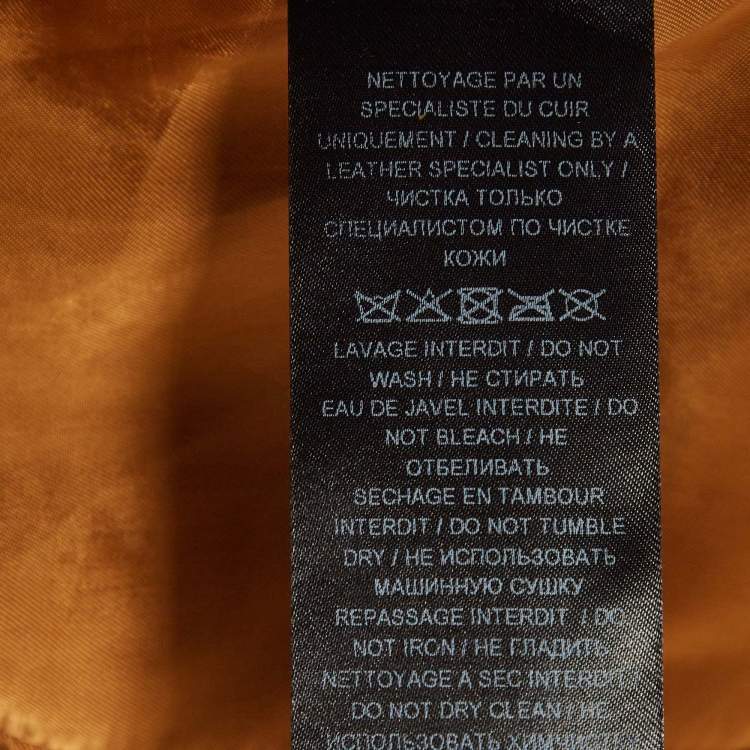 NETTOYAGE PAR UN
SPECIALISTE DU CUIR
UNIQUEMENT / CLEANING BY A
LEATHER SPECIALIST ONLY /
ЧИСТКА ТОЛЬКО
СПЕЦИАЛИСТОМ ПО ЧИСТКЕ
КОЖИ
LAVAGE INTERDIT / DO NOT
WASH / НЕ СТИРАТЬ
EAU DE JAVEL INTERDITE / DO
NOT BLEACH / НЕ
ОТБЕЛИВАТЬ
SECHAGE EN TAMBOUR
INTERDIT / DO NOT TUMBLE
DRY / НЕ ИСПОЛЬЗОВАТЬ
МАШИННУЮ СУШКУ
REPASSAGE INTERDIT / DO
NOT IRON / НЕ ГЛАДИТЬ
NETTOYAGE A SEC INTERDIT /
DO NOT DRY CLEAN / НЕ
ИСПОЛЬЗОВАТЬ ХИМЧИСТКУ